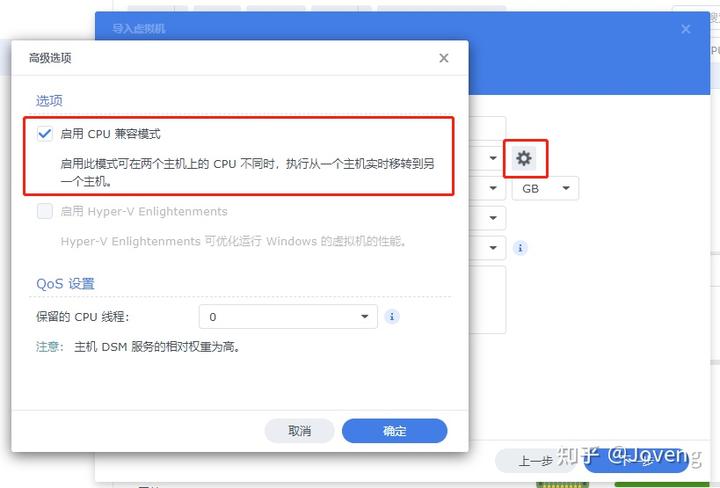 导入虚拟机
高级选项
选项
启用 CPU 兼容模式
启用此模式可在两个主机上的 CPU 不同时，执行从一个主机实时移转到另
一个主机。
启用 Hyper-V Enlightenments
Hyper-V Enlightenments 可优化运行 Windows 的虚拟机的性能。
GB
QoS 设置
保留的 CPU 线程：
0
注意： 主机 DSM 服务的相对权重为高。
取消
确定
上一步
下一步
知乎 @Joveng